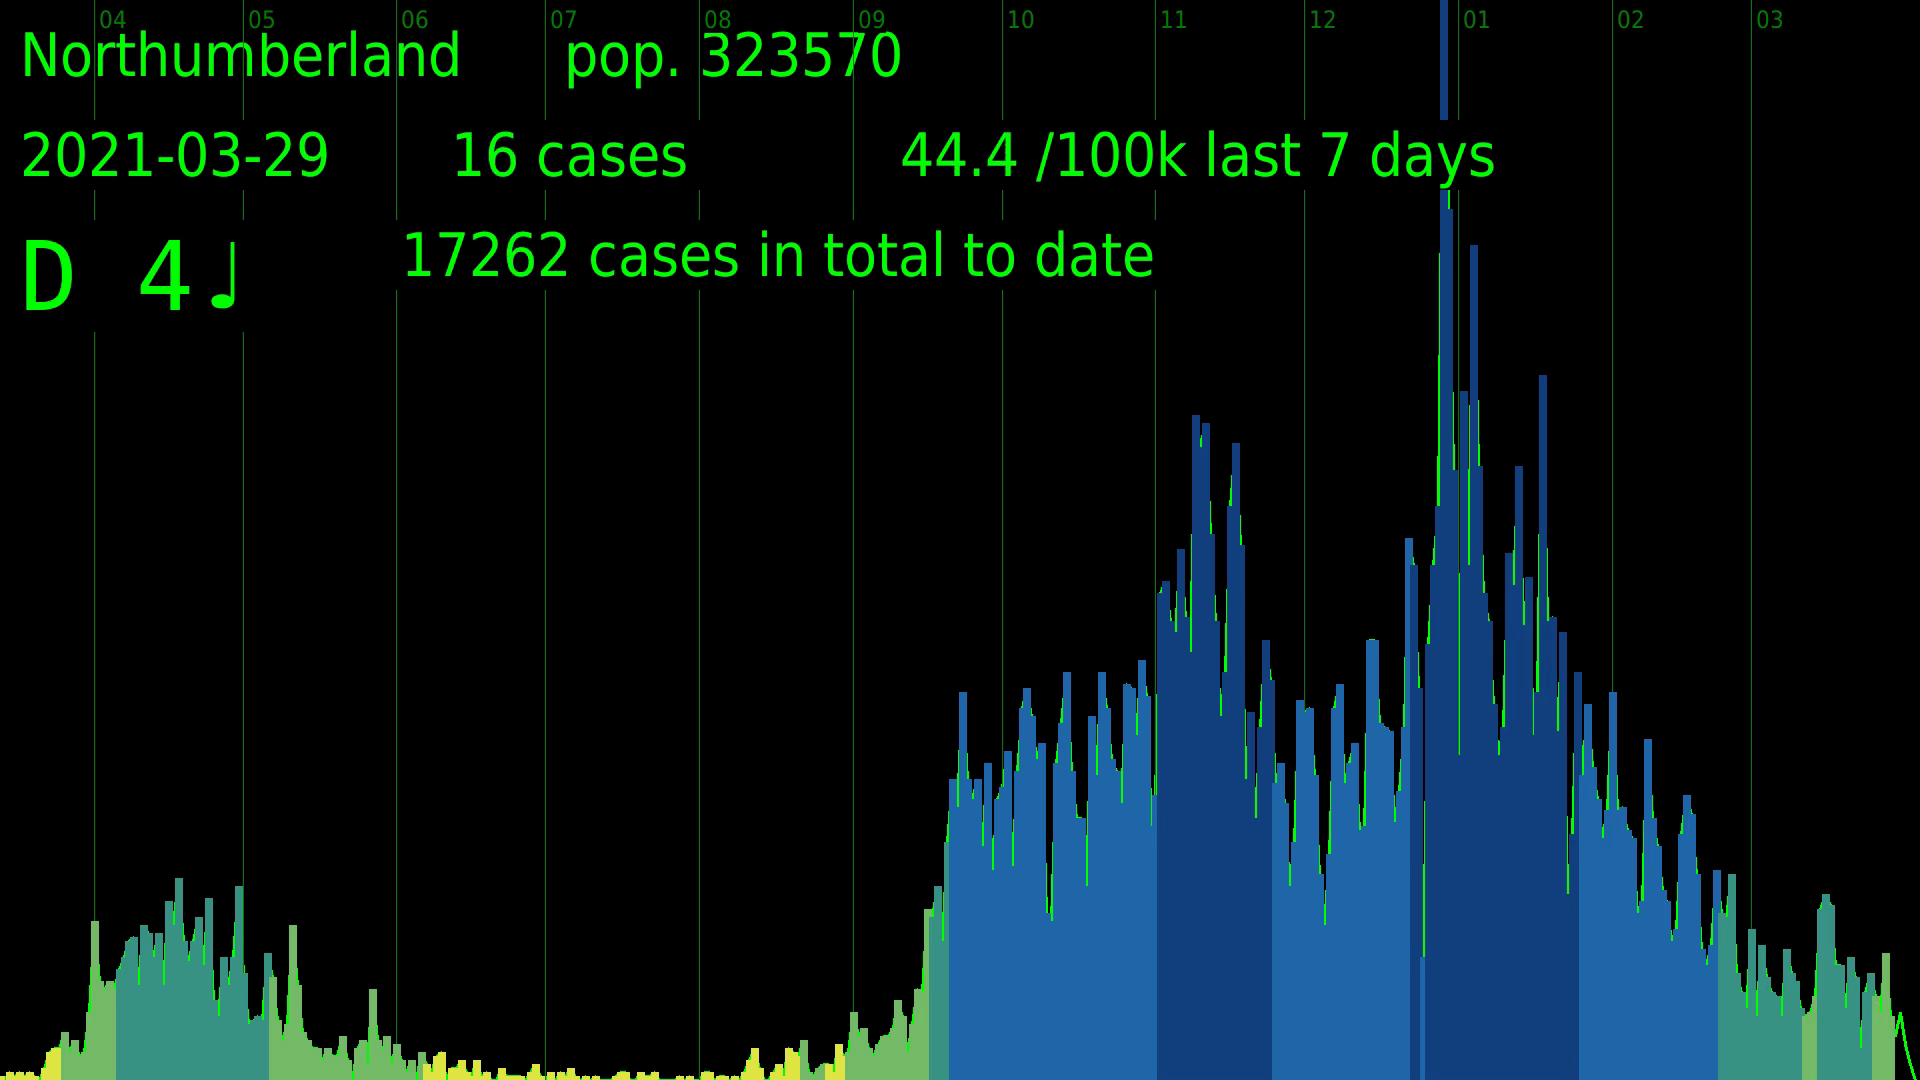 04 05 06 07 08 09 10 11 12 01 02 03
Northumberland pop. 323570
2021-03-29 16 cases 44.4 /100k last 7 days
D 4♩ 17262 cases in total to date